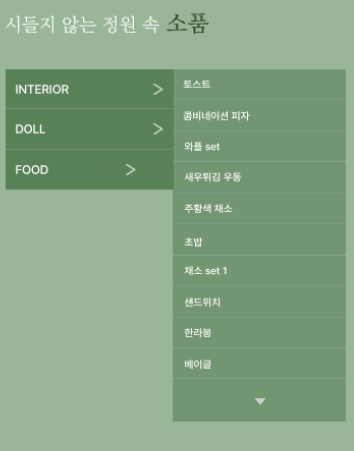 시들지 않는 정원 속 소품
INTERIOR >
DOLL >
FOOD >
토스트
콤비네이션 피자
와플 set
새우튀김 우동
주황색 채소
초밥
채소 set 1
샌드위치
한라봉
베이글